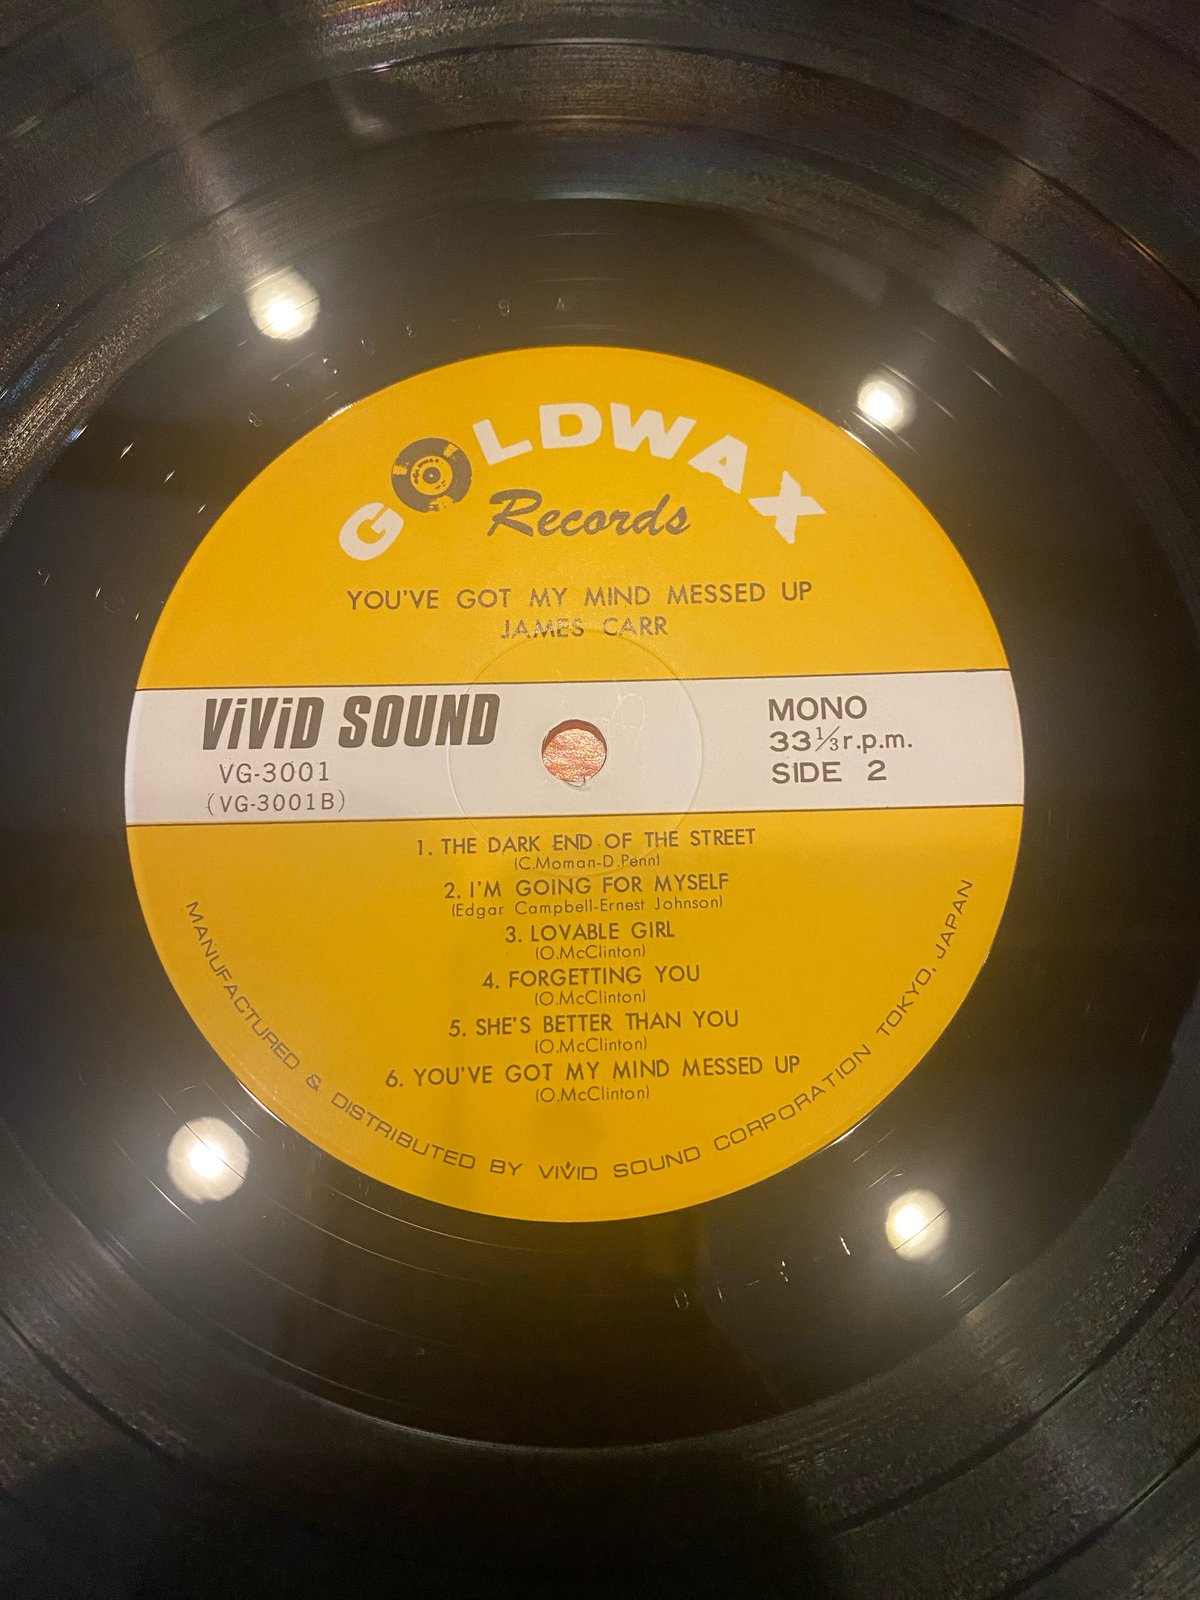 GOLDWAX
Records
YOU'VE GOT MY MIND MESSED UP
JAMES CARR
ViViD SOUND
VG-3001
(VG-3001B)
MONO
33⅓r.p.m.
SIDE 2
1. THE DARK END OF THE STREET
(C.Moman-D.Penn)
2. I'M GOING FOR MYSELF
(Edgar Campbell-Ernest Johnson)
3. LOVABLE GIRL
(O.McClinton)
4. FORGETTING YOU
(O.McClinton)
5. SHE'S BETTER THAN YOU
(O.McClinton)
6. YOU'VE GOT MY MIND MESSED UP
(O.McClinton)
MANUFACTURED & DISTRIBUTED BY VIVID SOUND CORPORATION TOKYO, JAPAN